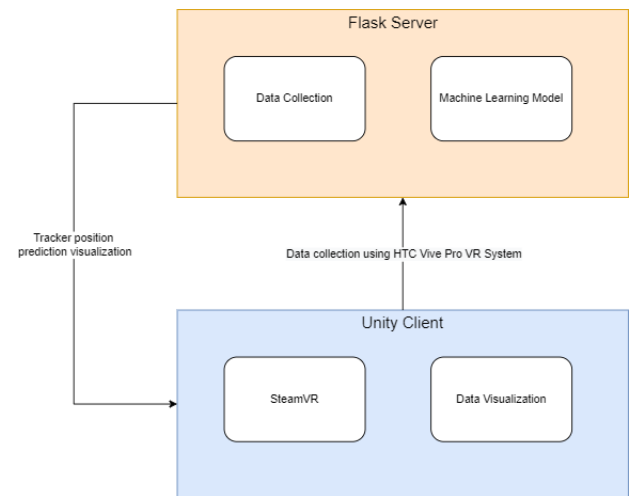 Flask Server
Data Collection
Machine Learning Model
Tracker position
prediction visualization
Data collection using HTC Vive Pro VR System
Unity Client
SteamVR
Data Visualization